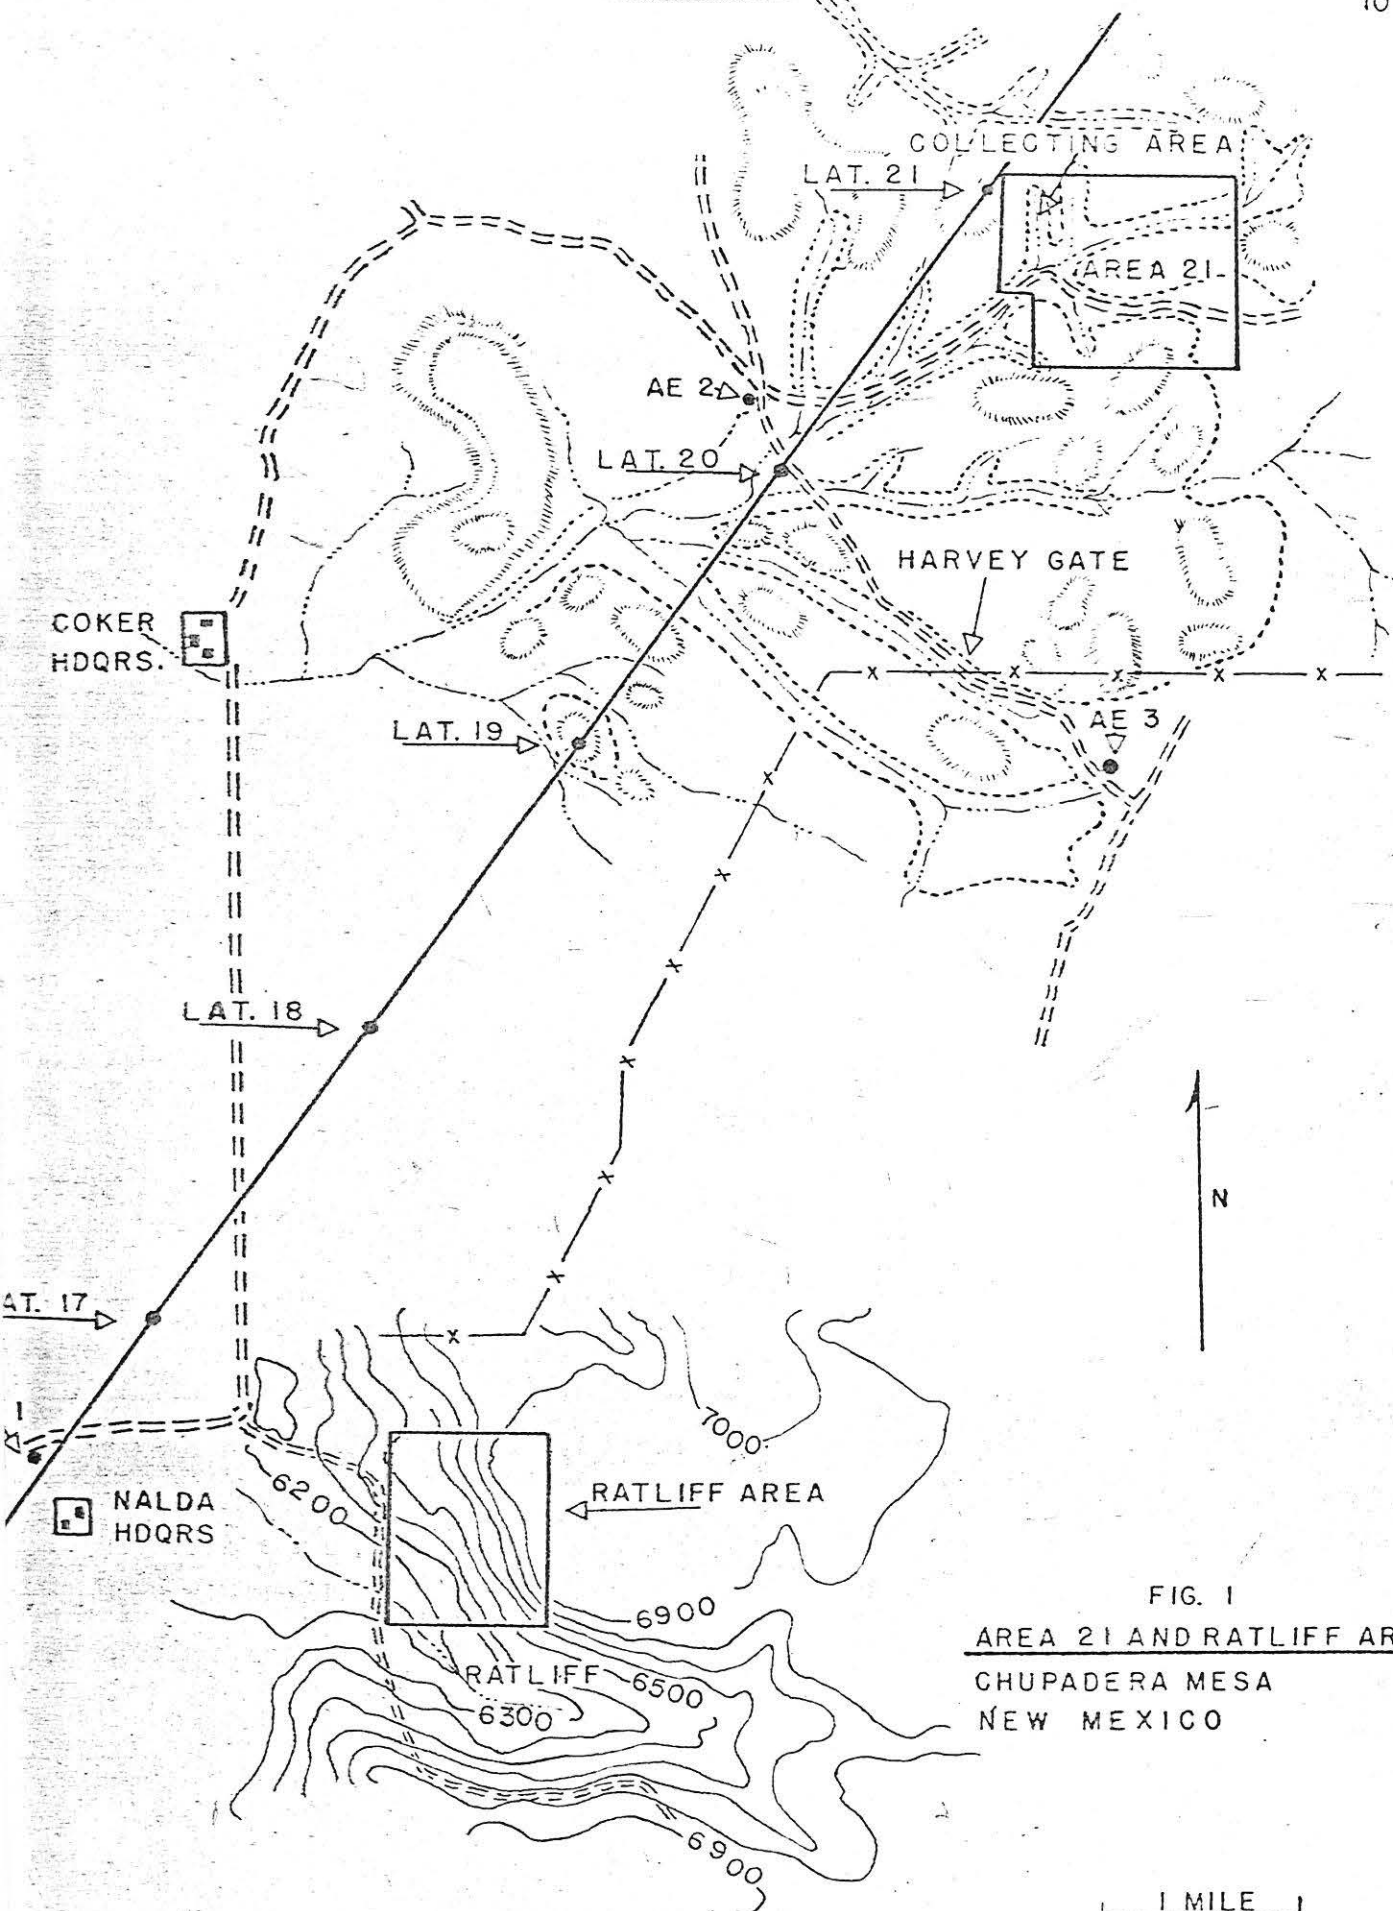 10
COLLECTING AREA
LAT. 21
AREA 21
AE 2
LAT. 20
HARVEY GATE
COKER
HDQRS.
LAT. 19
AE 3
LAT. 18
N
AT. 17
1
7000
RATLIFF AREA
6200
NALDA
HDQRS
6900
FIG. 1
AREA 21 AND RATLIFF AR
RATLIFF
6500
CHUPADERA MESA
6300
NEW MEXICO
6900
1 MILE